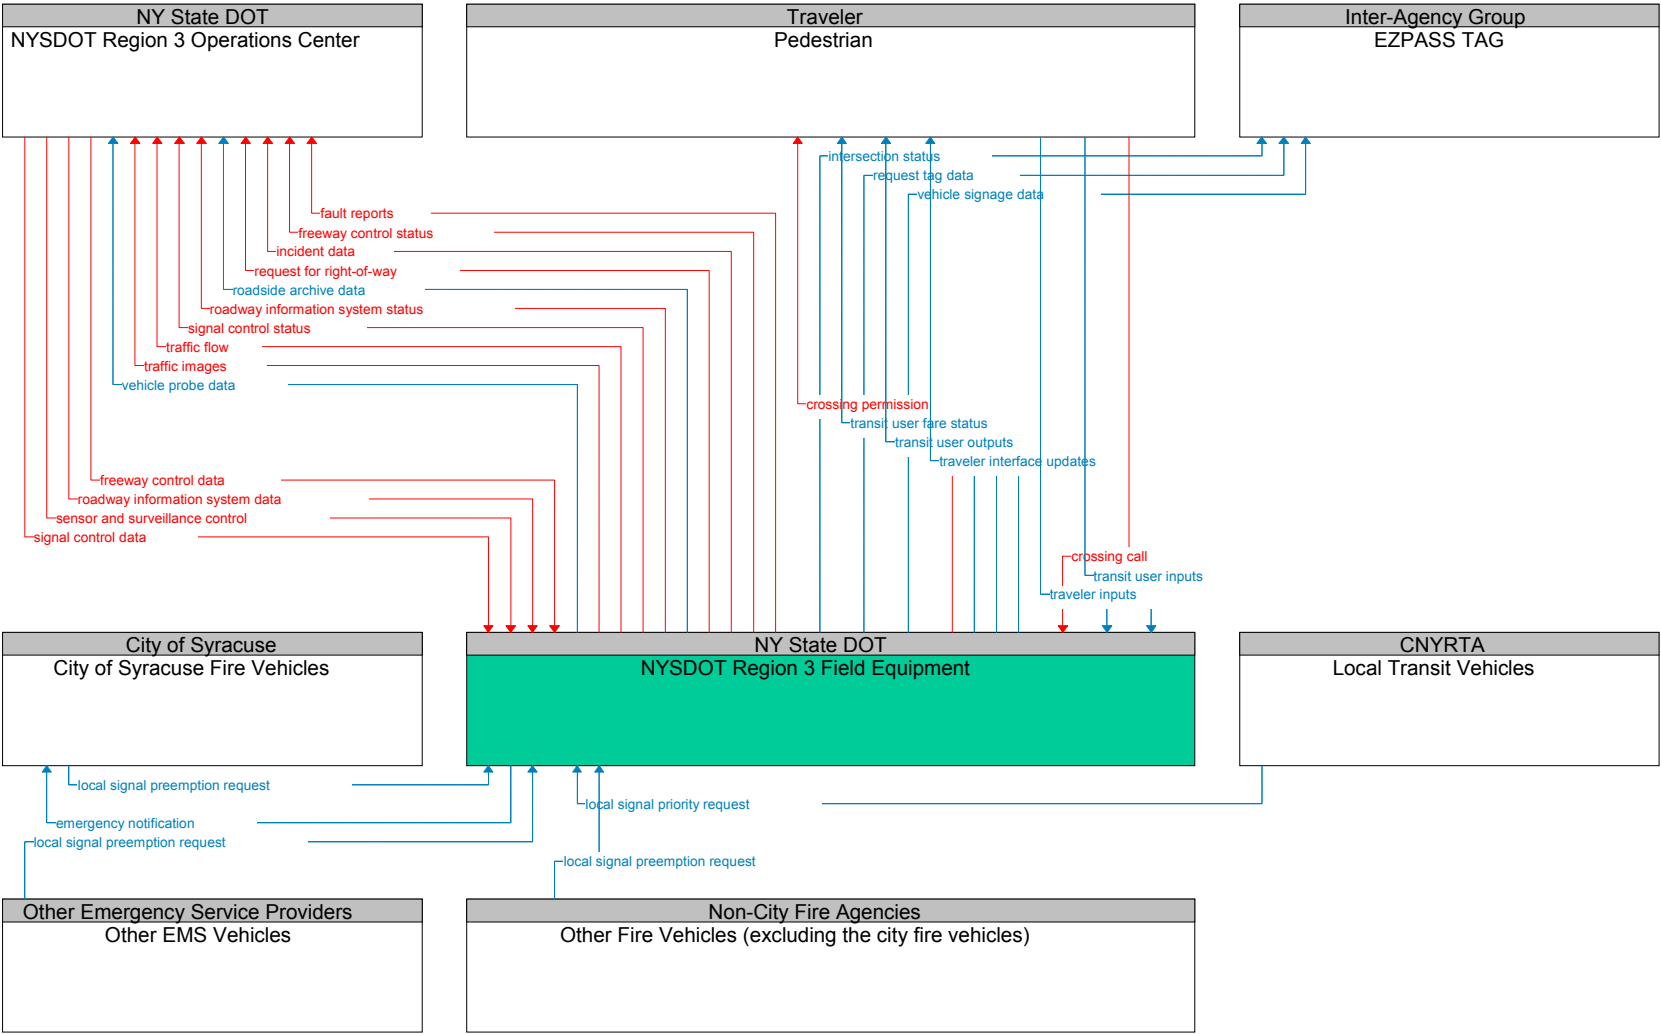 NY State DOT
NYSDOT Region 3 Operations Center
Traveler
Pedestrian
Inter-Agency Group
EZPASS TAG
intersection status
request tag data
vehicle signage data
fault reports
freeway control status
incident data
request for right-of-way
roadside archive data
roadway information system status
signal control status
traffic flow
traffic images
vehicle probe data
crossing permission
transit user fare status
transit user outputs
traveler interface updates
freeway control data
roadway information system data
sensor and surveillance control
signal control data
crossing call
transit user inputs
traveler inputs
City of Syracuse
City of Syracuse Fire Vehicles
NY State DOT
NYSDOT Region 3 Field Equipment
CNYRTA
Local Transit Vehicles
local signal preemption request
local signal priority request
emergency notification
local signal preemption request
local signal preemption request
Other Emergency Service Providers
Other EMS Vehicles
Non-City Fire Agencies
Other Fire Vehicles (excluding the city fire vehicles)